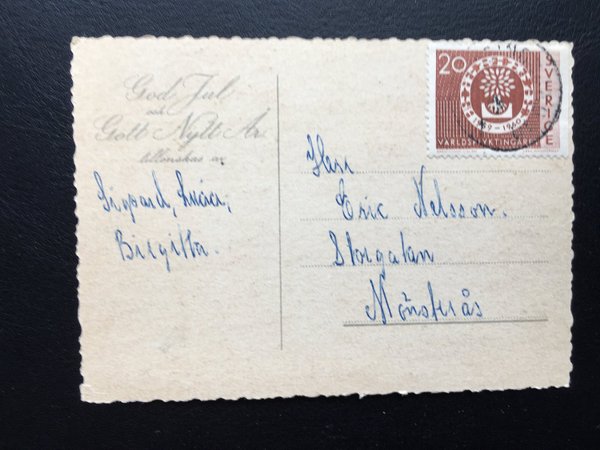 God Jul
och
Gott Nytt År
tillönskas av
Sigvard, Lucia,
Birgitta.
20
SVERIGE
1959-1960
VÄRLDSFLYKTINGÅRET
Herr
Eric Nelsson.
Storgatan
Mönsterås